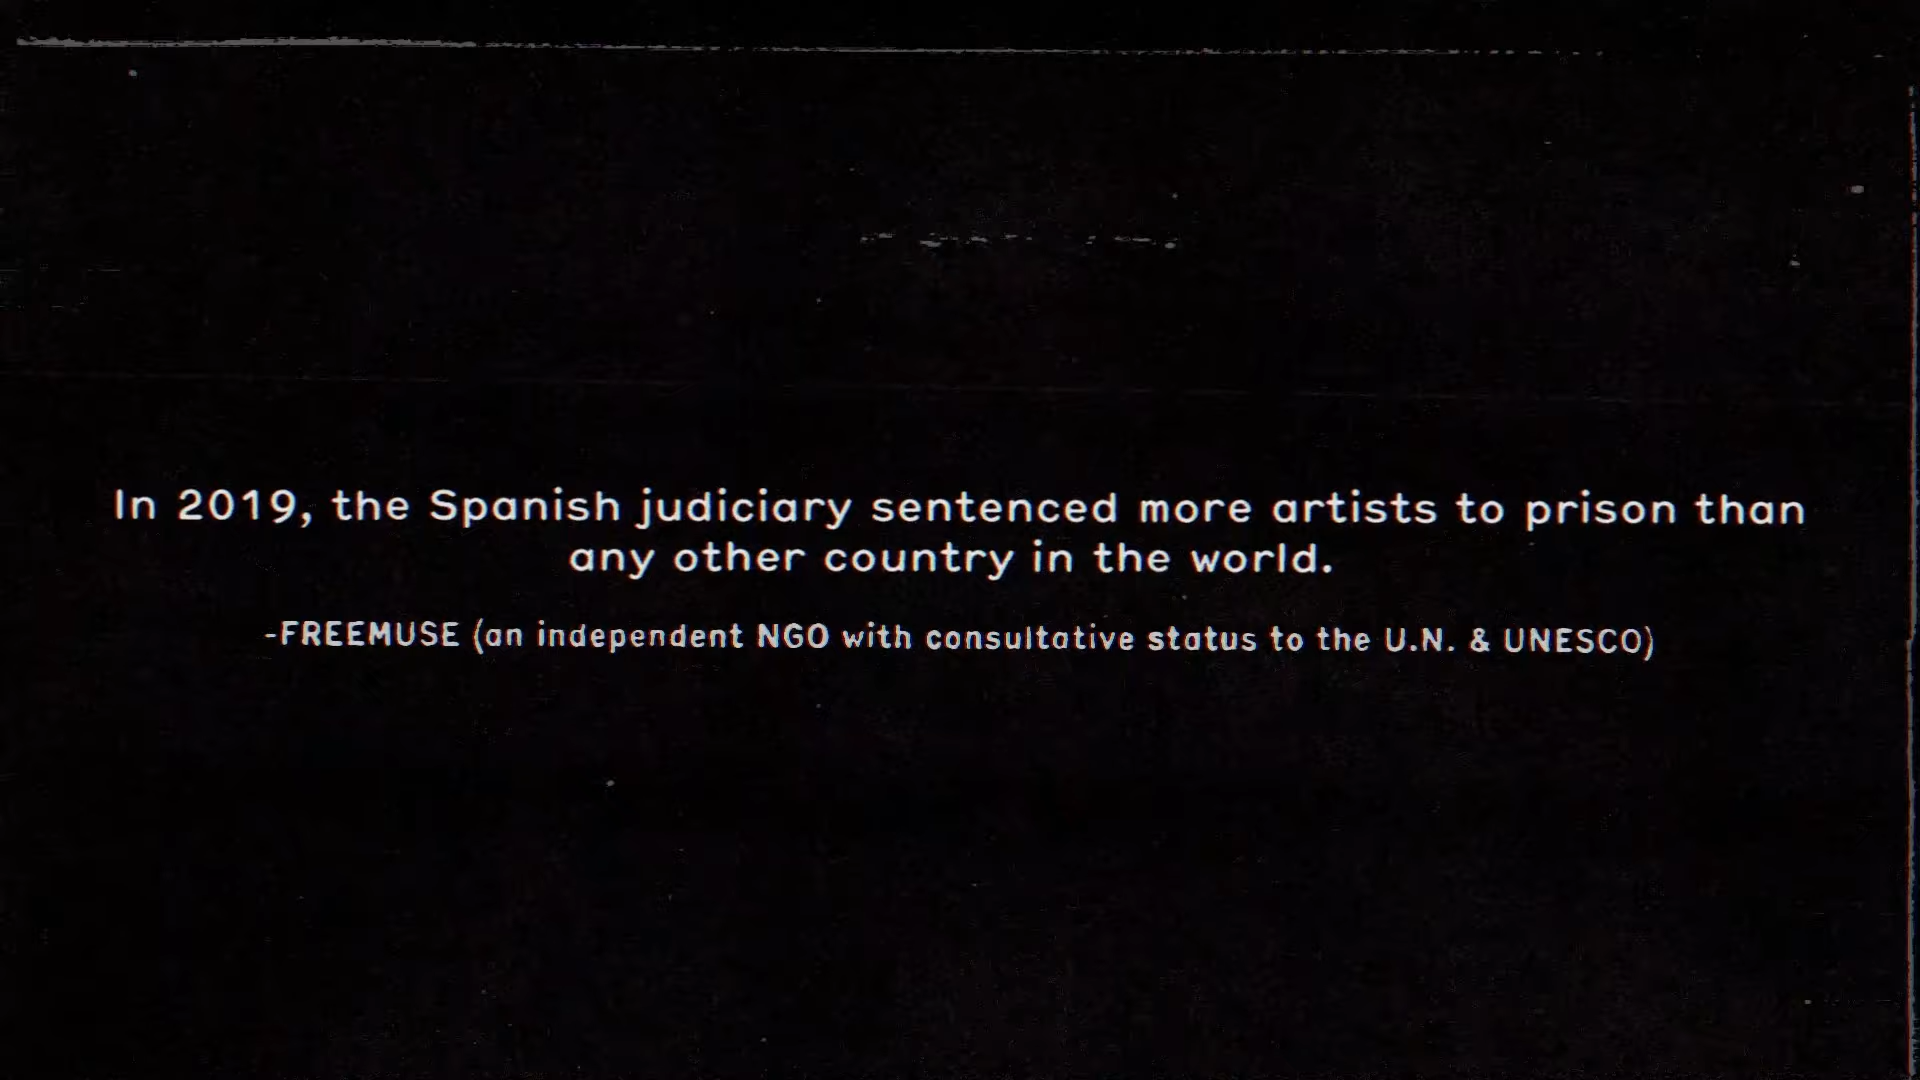 In 2019, the Spanish judiciary sentenced more artists to prison than
any other country in the world.
-FREEMUSE (an independent NGO with consultative status to the U.N. & UNESCO)